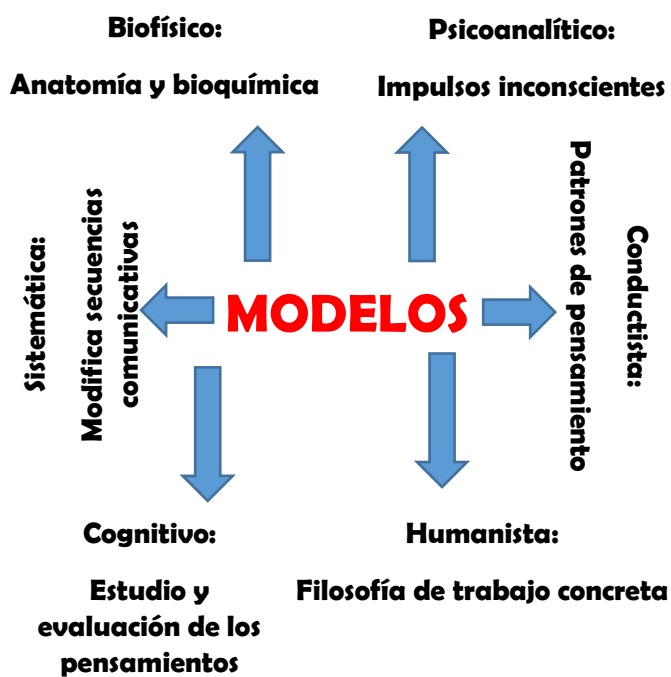 Biofísico:
Anatomía y bioquímica
Psicoanalítico:
Impulsos inconscientes
Sistemática:
Modifica secuencias
comunicativas
MODELOS
Conductista:
Patrones de pensamiento
Cognitivo:
Estudio y
evaluación de los
pensamientos
Humanista:
Filosofía de trabajo concreta